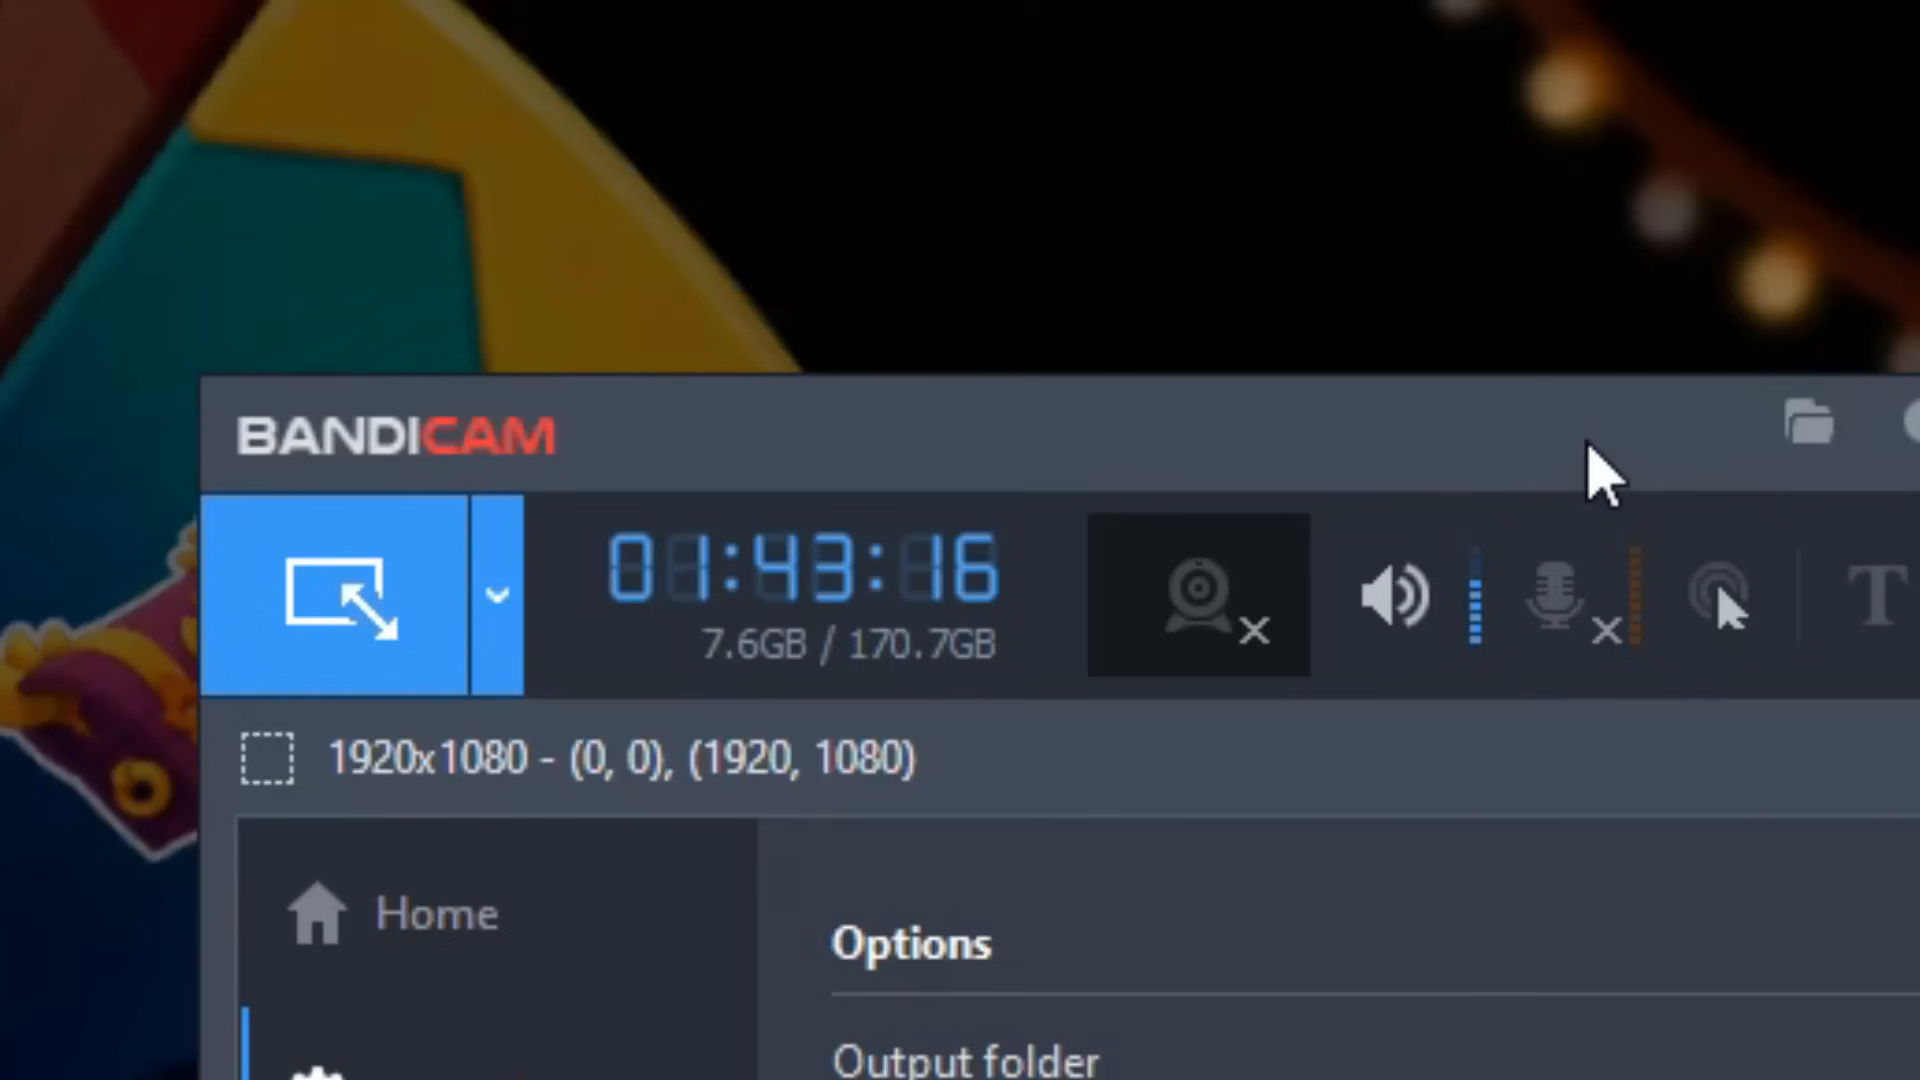 BANDICAM
01:43:16
7.6GB / 170.7GB
T
1920x1080 - (0, 0), (1920, 1080)
Home
Options
Output folder